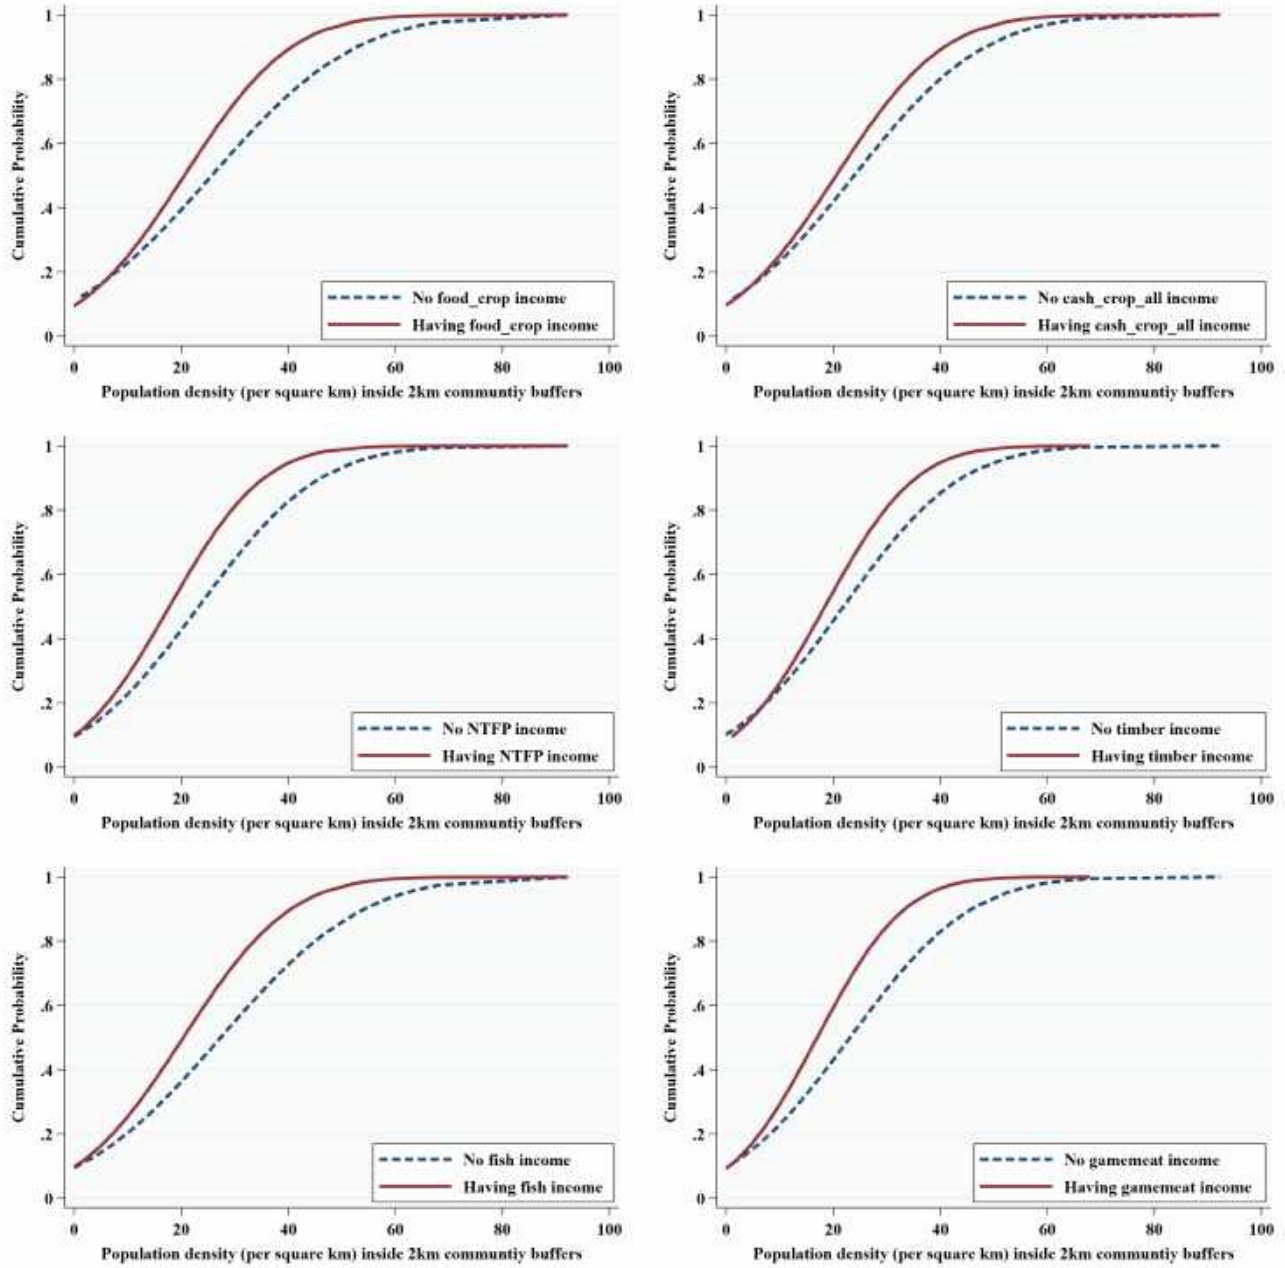 Cumulative Probability
1
.8
.6
.4
.2
0
No food_crop income
Having food_crop income
0 20 40 60 80 100
Population density (per square km) inside 2km communtiy buffers
Cumulative Probability
1
.8
.6
.4
.2
0
No cash_crop_all income
Having cash_crop_all income
0 20 40 60 80 100
Population density (per square km) inside 2km communtiy buffers
Cumulative Probability
1
.8
.6
.4
.2
0
No NTFP income
Having NTFP income
0 20 40 60 80 100
Population density (per square km) inside 2km communtiy buffers
Cumulative Probability
1
.8
.6
.4
.2
0
No timber income
Having timber income
0 20 40 60 80 100
Population density (per square km) inside 2km communtiy buffers
Cumulative Probability
1
.8
.6
.4
.2
0
No fish income
Having fish income
0 20 40 60 80 100
Population density (per square km) inside 2km communtiy buffers
Cumulative Probability
1
.8
.6
.4
.2
0
No gamemeat income
Having gamemeat income
0 20 40 60 80 100
Population density (per square km) inside 2km communtiy buffers